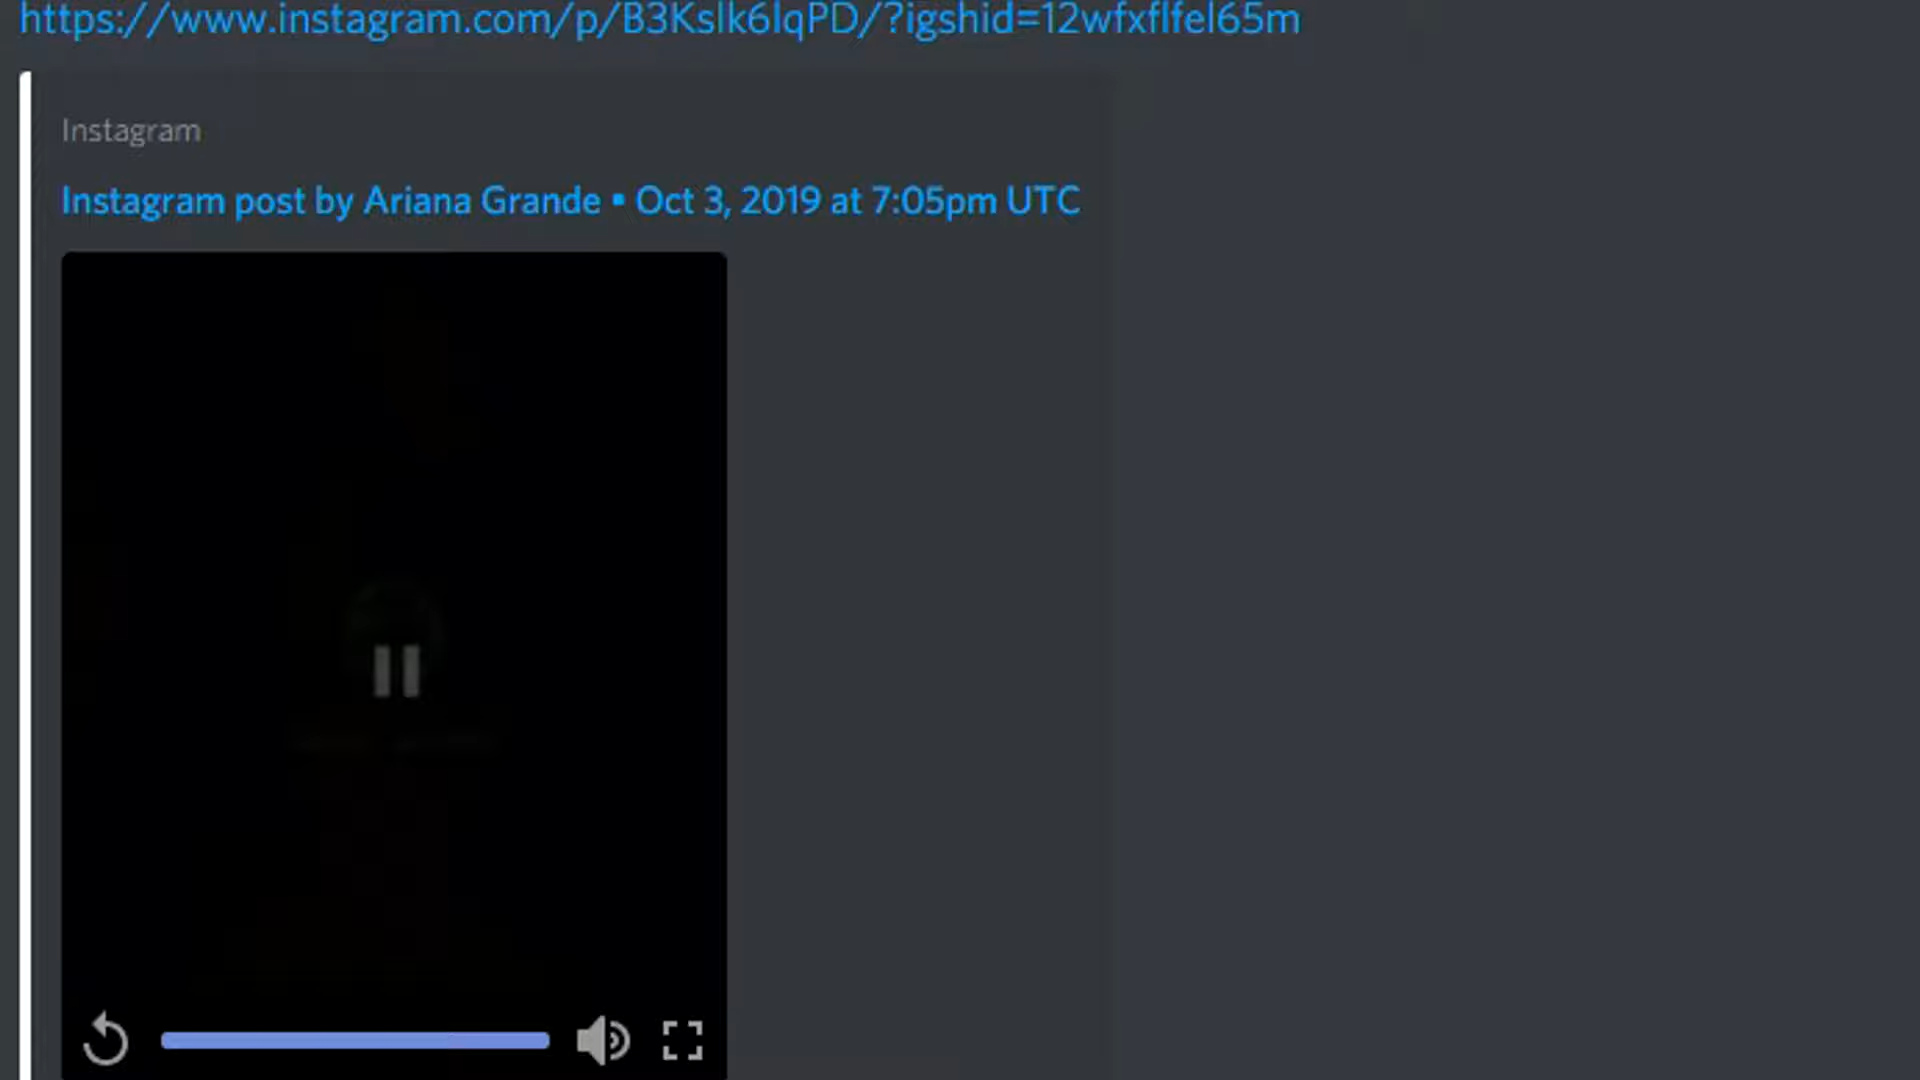 https://www.instagram.com/p/B3Kslk6lqPD/?igshid=12wfxflfel65m
Instagram
Instagram post by Ariana Grande • Oct 3, 2019 at 7:05pm UTC